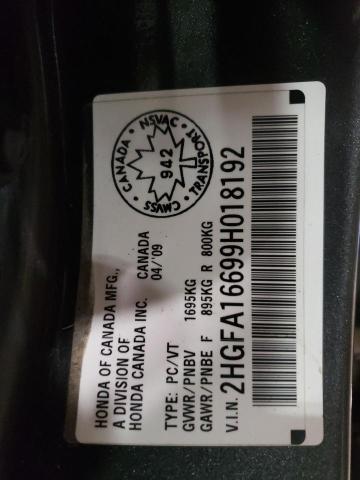 HONDA OF CANADA MFG.,
A DIVISION OF
HONDA CANADA INC. CANADA
04/'09
NSVAC • TRANSPORT • CMVSS • CANADA •
942
TYPE: PC/VT
GVWR/PNBV 1695KG
GAWR/PNBE F 895KG R 800KG
V.I.N. 2HGFA16699H018192